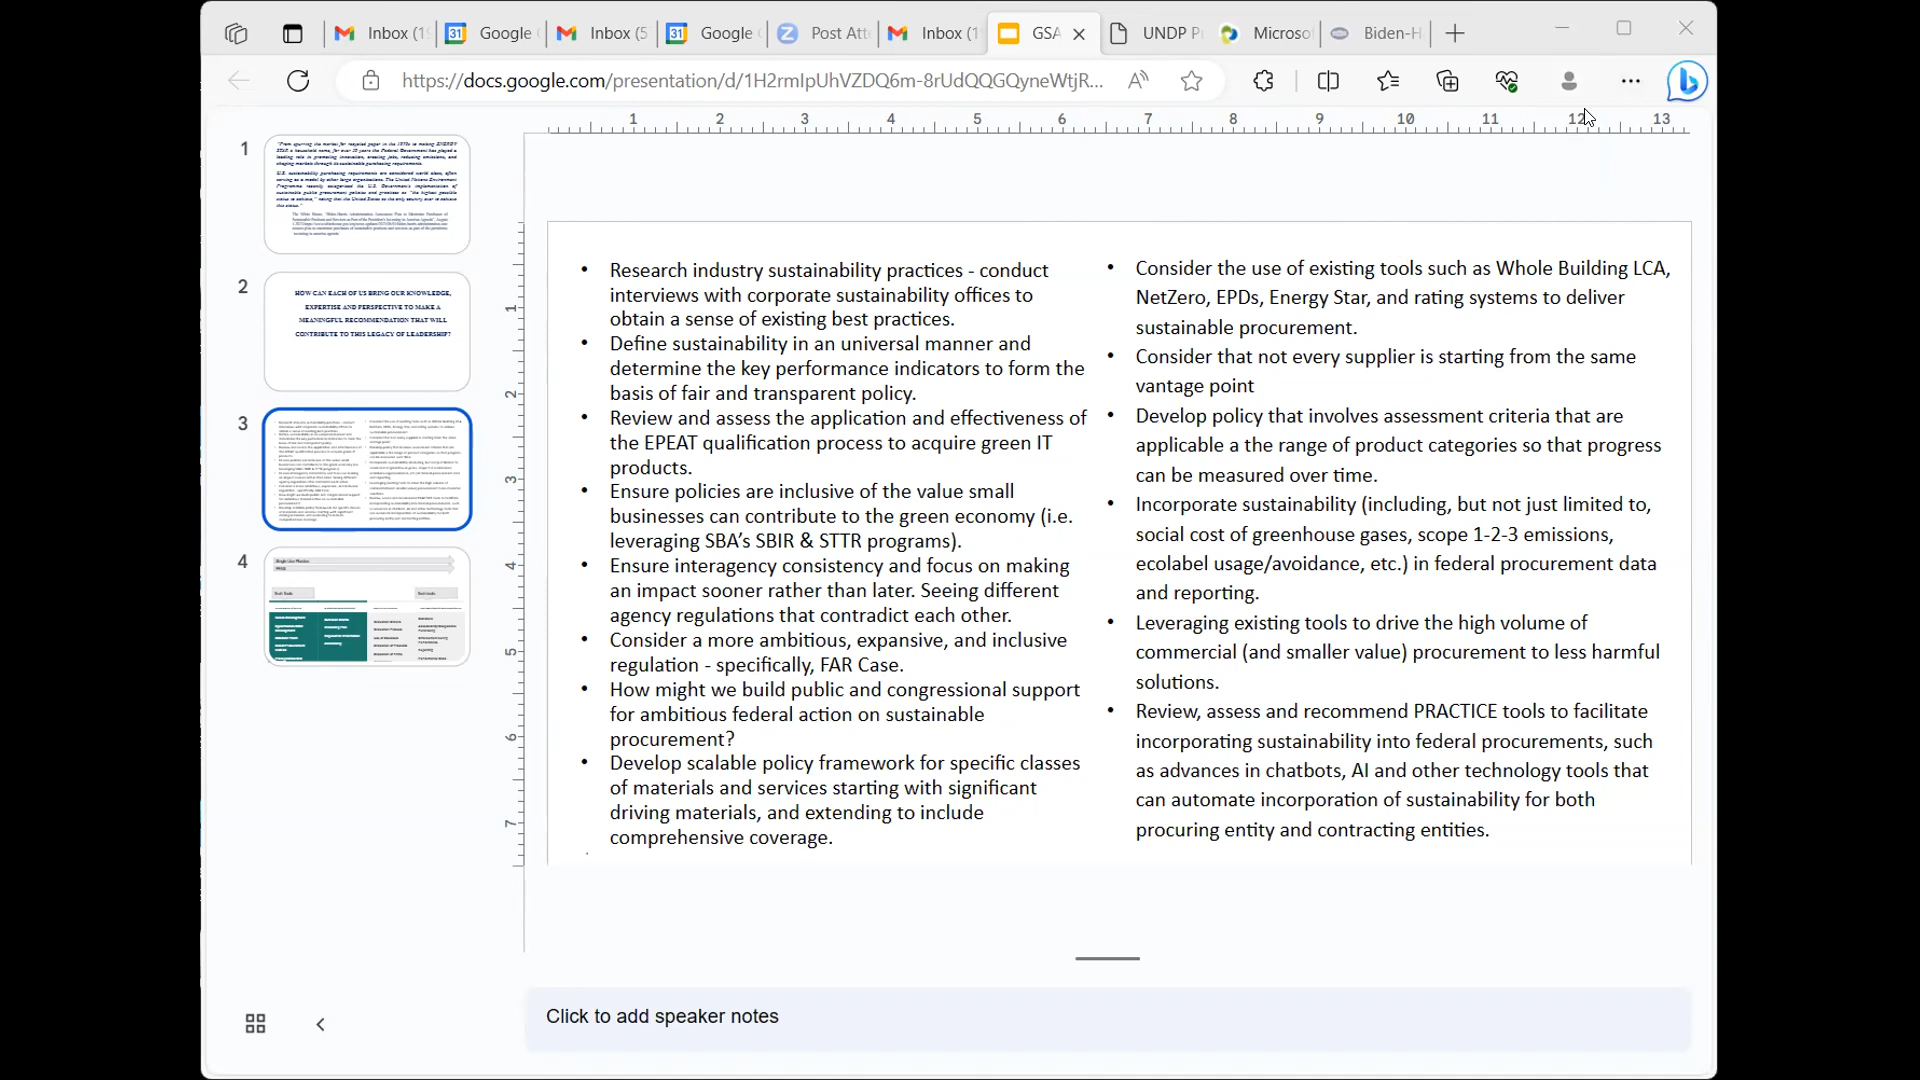 Inbox (1
Google
Inbox (5
Google
Post Att
Inbox (1
GSA
UNDP P
Microso
Biden-H
https://docs.google.com/presentation/d/1H2rmIpUhVZDQ6m-8rUdQQGQyneWtjR...
1 2 3 4 5 6 7 8 9 10 11 12 13
1
2
3
4
1
2
3
4
5
6
7
HOW CAN EACH OF US BRING OUR KNOWLEDGE,
EXPERTISE AND PERSPECTIVE TO MAKE A
MEANINGFUL RECOMMENDATION THAT WILL
CONTRIBUTE TO THIS LEGACY OF LEADERSHIP?
• Research industry sustainability practices - conduct
interviews with corporate sustainability offices to
obtain a sense of existing best practices.
• Define sustainability in an universal manner and
determine the key performance indicators to form the
basis of fair and transparent policy.
• Review and assess the application and effectiveness of
the EPEAT qualification process to acquire green IT
products.
• Ensure policies are inclusive of the value small
businesses can contribute to the green economy (i.e.
leveraging SBA's SBIR & STTR programs).
• Ensure interagency consistency and focus on making
an impact sooner rather than later. Seeing different
agency regulations that contradict each other.
• Consider a more ambitious, expansive, and inclusive
regulation - specifically, FAR Case.
• How might we build public and congressional support
for ambitious federal action on sustainable
procurement?
• Develop scalable policy framework for specific classes
of materials and services starting with significant
driving materials, and extending to include
comprehensive coverage.
• Consider the use of existing tools such as Whole Building LCA,
NetZero, EPDs, Energy Star, and rating systems to deliver
sustainable procurement.
• Consider that not every supplier is starting from the same
vantage point
• Develop policy that involves assessment criteria that are
applicable a the range of product categories so that progress
can be measured over time.
• Incorporate sustainability (including, but not just limited to,
social cost of greenhouse gases, scope 1-2-3 emissions,
ecolabel usage/avoidance, etc.) in federal procurement data
and reporting.
• Leveraging existing tools to drive the high volume of
commercial (and smaller value) procurement to less harmful
solutions.
• Review, assess and recommend PRACTICE tools to facilitate
incorporating sustainability into federal procurements, such
as advances in chatbots, AI and other technology tools that
can automate incorporation of sustainability for both
procuring entity and contracting entities.
Click to add speaker notes